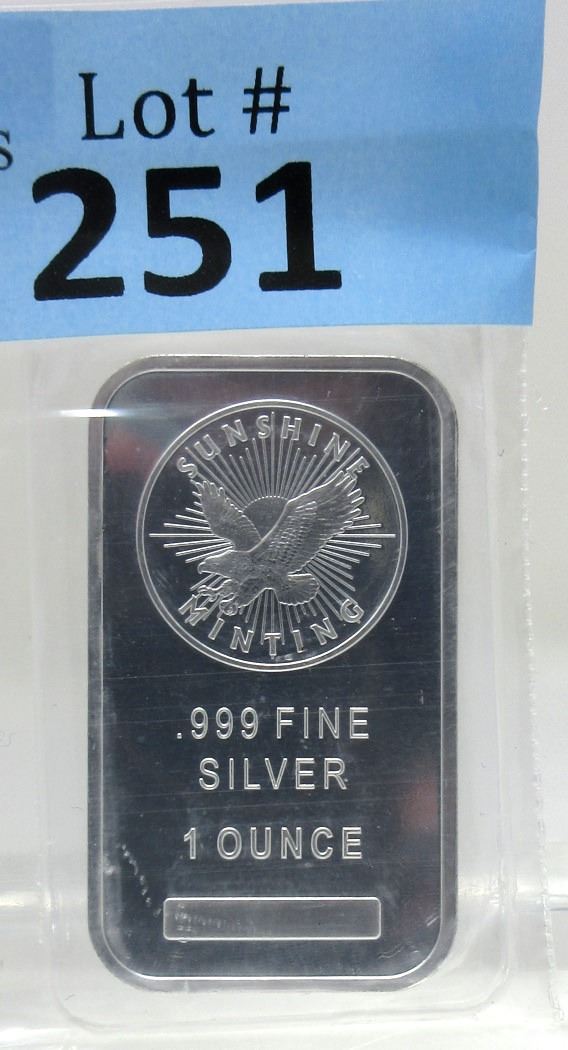 Lot #
s
251
SUNSHINE
MINTING
.999 FINE
SILVER
1 OUNCE